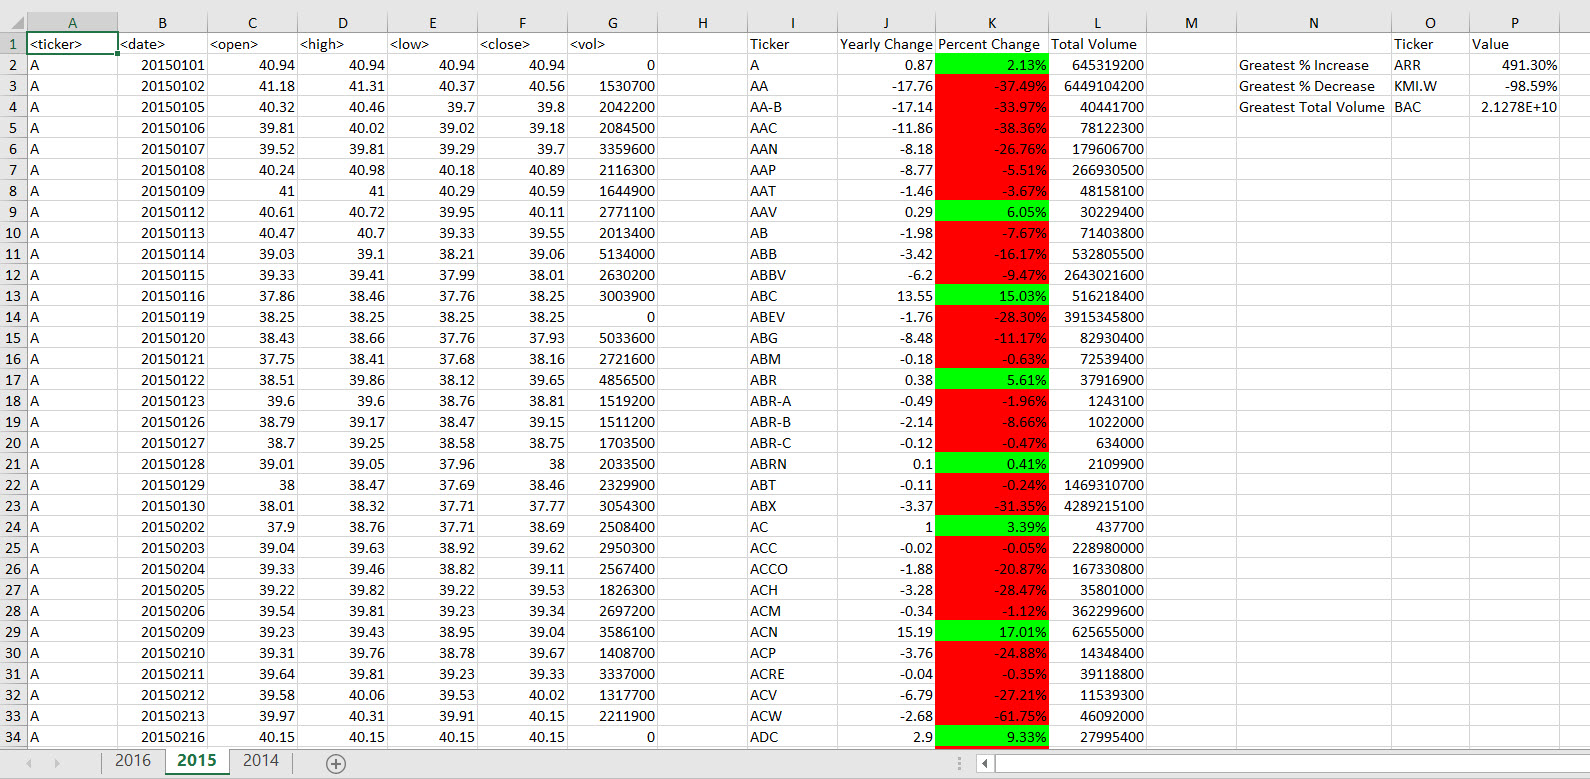 A B C D E F G H I J K L M N O P
1 <ticker> <date> <open> <high> <low> <close> <vol> Ticker Yearly Change Percent Change Total Volume Ticker Value
2 A 20150101 40.94 40.94 40.94 40.94 0 A 0.87 2.13% 645319200 Greatest % Increase ARR 491.30%
3 A 20150102 41.18 41.31 40.37 40.56 1530700 AA -17.76 -37.49% 6449104200 Greatest % Decrease KMI.W -98.59%
4 A 20150105 40.32 40.46 39.7 39.8 2042200 AA-B -17.14 -33.97% 40441700 Greatest Total Volume BAC 2.1278E+10
5 A 20150106 39.81 40.02 39.02 39.18 2084500 AAC -11.86 -38.36% 78122300
6 A 20150107 39.52 39.81 39.29 39.7 3359600 AAN -8.18 -26.76% 179606700
7 A 20150108 40.24 40.98 40.18 40.89 2116300 AAP -8.77 -5.51% 266930500
8 A 20150109 41 41 40.29 40.59 1644900 AAT -1.46 -3.67% 48158100
9 A 20150112 40.61 40.72 39.95 40.11 2771100 AAV 0.29 6.05% 30229400
10 A 20150113 40.47 40.7 39.33 39.55 2013400 AB -1.98 -7.67% 71403800
11 A 20150114 39.03 39.1 38.21 39.06 5134000 ABB -3.42 -16.17% 532805500
12 A 20150115 39.33 39.41 37.99 38.01 2630200 ABBV -6.2 -9.47% 2643021600
13 A 20150116 37.86 38.46 37.76 38.25 3003900 ABC 13.55 15.03% 516218400
14 A 20150119 38.25 38.25 38.25 38.25 0 ABEV -1.76 -28.30% 3915345800
15 A 20150120 38.43 38.66 37.76 37.93 5033600 ABG -8.48 -11.17% 82930400
16 A 20150121 37.75 38.41 37.68 38.16 2721600 ABM -0.18 -0.63% 72539400
17 A 20150122 38.51 39.86 38.12 39.65 4856500 ABR 0.38 5.61% 37916900
18 A 20150123 39.6 39.6 38.76 38.81 1519200 ABR-A -0.49 -1.96% 1243100
19 A 20150126 38.79 39.17 38.47 39.15 1511200 ABR-B -2.14 -8.66% 1022000
20 A 20150127 38.7 39.25 38.58 38.75 1703500 ABR-C -0.12 -0.47% 634000
21 A 20150128 39.01 39.05 37.96 38 2033500 ABRN 0.1 0.41% 2109900
22 A 20150129 38 38.47 37.69 38.46 2329900 ABT -0.11 -0.24% 1469310700
23 A 20150130 38.01 38.32 37.71 37.77 3054300 ABX -3.37 -31.35% 4289215100
24 A 20150202 37.9 38.76 37.71 38.69 2508400 AC 1 3.39% 437700
25 A 20150203 39.04 39.63 38.92 39.62 2950300 ACC -0.02 -0.05% 228980000
26 A 20150204 39.33 39.46 38.82 39.11 2567400 ACCO -1.88 -20.87% 167330800
27 A 20150205 39.22 39.82 39.22 39.53 1826300 ACH -3.28 -28.47% 35801000
28 A 20150206 39.54 39.81 39.23 39.34 2697200 ACM -0.34 -1.12% 362299600
29 A 20150209 39.23 39.43 38.95 39.04 3586100 ACN 15.19 17.01% 625655000
30 A 20150210 39.31 39.76 38.78 39.67 1408700 ACP -3.76 -24.88% 14348400
31 A 20150211 39.64 39.81 39.23 39.33 3337000 ACRE -0.04 -0.35% 39118800
32 A 20150212 39.58 40.06 39.53 40.02 1317700 ACV -6.79 -27.21% 11539300
33 A 20150213 39.97 40.31 39.91 40.15 2211900 ACW -2.68 -61.75% 46092000
34 A 20150216 40.15 40.15 40.15 40.15 0 ADC 2.9 9.33% 27995400
2016 2015 2014